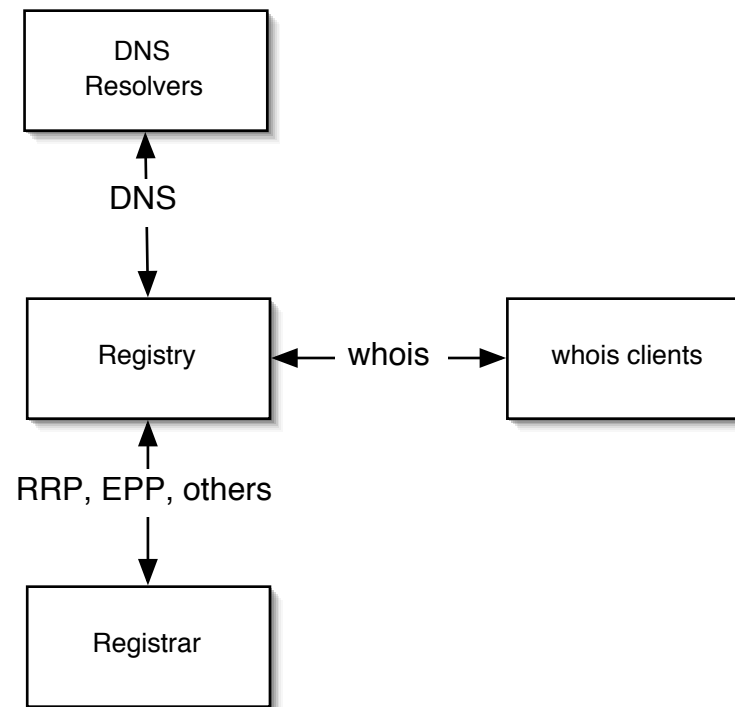 DNS
Resolvers
DNS
Registry
whois
whois clients
RRP, EPP, others
Registrar